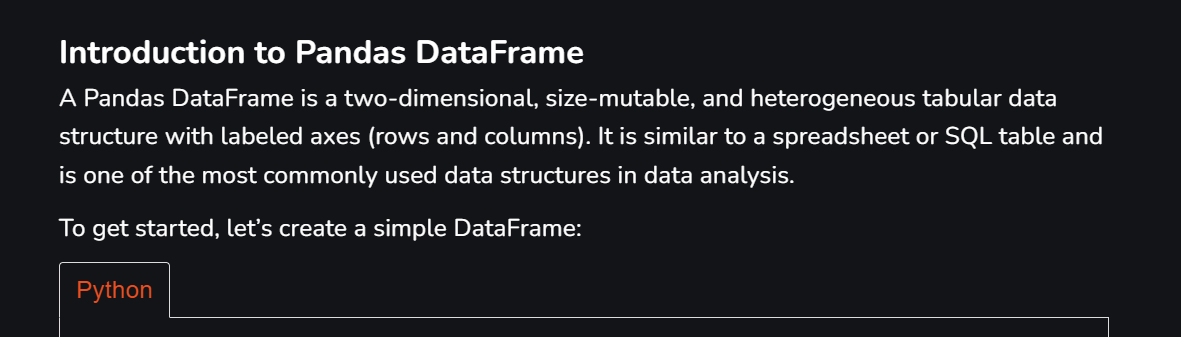 Introduction to Pandas DataFrame
A Pandas DataFrame is a two-dimensional, size-mutable, and heterogeneous tabular data
structure with labeled axes (rows and columns). It is similar to a spreadsheet or SQL table and
is one of the most commonly used data structures in data analysis.
To get started, let’s create a simple DataFrame:
Python